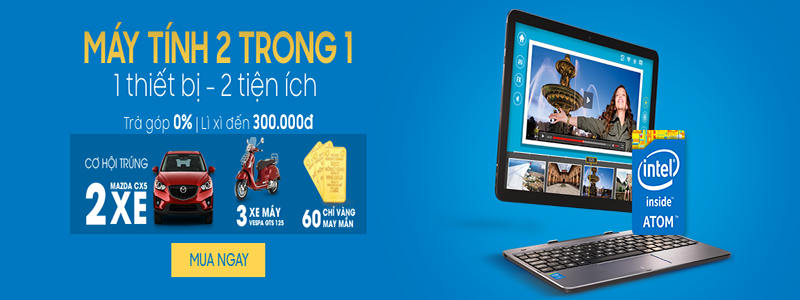 MÁY TÍNH 2 TRONG 1
1 thiết bị - 2 tiện ích
Trả góp 0% | Lì xì đến 300.000đ
CƠ HỘI TRÚNG
MAZDA CX5
2 XE
3 XE MÁY
VESPA GTS 125
60 CHỈ VÀNG
MAY MẮN
MUA NGAY
intel
inside™
ATOM™